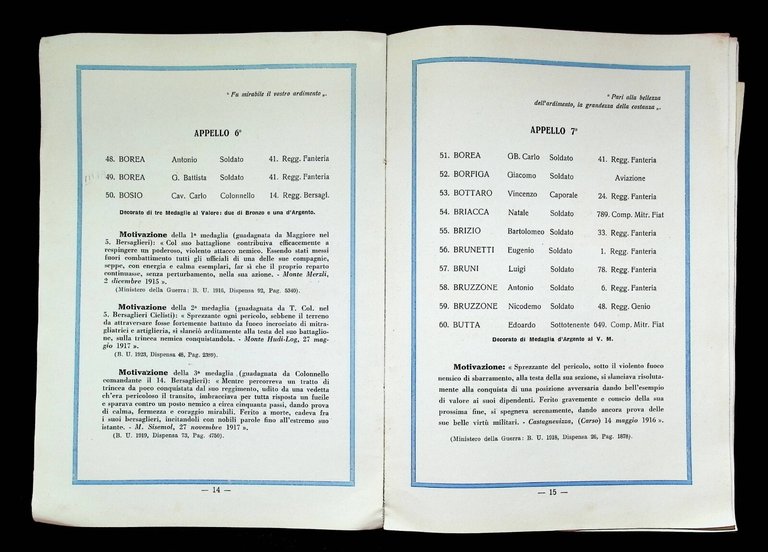 " Fu mirabile il vostro ardimento „.
APPELLO 6°
48. BOREA Antonio Soldato 41. Regg. Fanteria
49. BOREA G. Battista Soldato 41. Regg. Fanteria
50. BOSIO Cav. Carlo Colonnello 14. Regg. Bersagl.
Decorato di tre Medaglie al Valore: due di Bronzo e una d'Argento.
Motivazione della 1ª medaglia (guadagnata da Maggiore nel
5. Bersaglieri): « Col suo battaglione contribuiva efficacemente a
respingere un poderoso, violento attacco nemico. Essendo stati messi
fuori combattimento tutti gli ufficiali di una delle sue compagnie,
seppe, con energia e calma esemplari, far sì che il proprio reparto
continuasse, senza perturbamento, nella sua azione. - Monte Merzli,
2 dicembre 1915 ».
(Ministero della Guerra: B. U. 1916, Dispensa 92, Pag. 5340).
Motivazione della 2ª medaglia (guadagnata da T. Col. nel
5. Bersaglieri Ciclisti): « Sprezzante ogni pericolo, sebbene il terreno
da attraversare fosse fortemente battuto da fuoco incrociato di mitra-
gliatrici e artiglieria, si slanciò arditamente alla testa del suo battaglio-
ne, sulla trincea nemica conquistandola. - Monte Hudi-Log, 27 mag-
gio 1917 ».
(B. U. 1923, Dispensa 48, Pag. 2389).
Motivazione della 3ª medaglia (guadagnata da Colonnello
comandante il 14. Bersaglieri): « Mentre percorreva un tratto di
trincea da poco conquistata dal suo reggimento, udito da una vedetta
ch'era pericoloso il transito, imbracciava per tutta risposta un fucile
e sparava contro un posto nemico a circa cinquanta passi, dando prova
di calma, fermezza e coraggio mirabili. Ferito a morte, cadeva fra
i suoi bersaglieri, incitandoli con nobili parole fino all'estremo suo
istante. - M. Sisemol, 27 novembre 1917 ».
(B. U. 1919, Dispensa 73, Pag. 4750).
— 14 —
" Pari alla bellezza
dell'ardimento, la grandezza della costanza „.
APPELLO 7°
51. BOREA GB. Carlo Soldato 41. Regg. Fanteria
52. BORFIGA Giacomo Soldato Aviazione
53. BOTTARO Vincenzo Caporale 24. Regg. Fanteria
54. BRIACCA Natale Soldato 789. Comp. Mitr. Fiat
55. BRIZIO Bartolomeo Soldato 33. Regg. Fanteria
56. BRUNETTI Eugenio Soldato 1. Regg. Fanteria
57. BRUNI Luigi Soldato 78. Regg. Fanteria
58. BRUZZONE Antonio Soldato 6. Regg. Fanteria
59. BRUZZONE Nicodemo Soldato 48. Regg. Genio
60. BUTTA Edoardo Sottotenente 649. Comp. Mitr. Fiat
Decorato di Medaglia d'Argento al V. M.
Motivazione: « Sprezzante del pericolo, sotto il violento fuoco
nemico di sbarramento, alla testa della sua sezione, si slanciava risoluta-
mente alla conquista di una posizione avversaria dando bell'esempio
di valore ai suoi dipendenti. Ferito gravemente e conscio della sua
prossima fine, si spegneva serenamente, dando ancora prova delle
sue belle virtù militari. - Castagnevizza, (Carso) 14 maggio 1916 ».
(Ministero della Guerra: B. U. 1918, Dispensa 26, Pag. 1878).
— 15 —